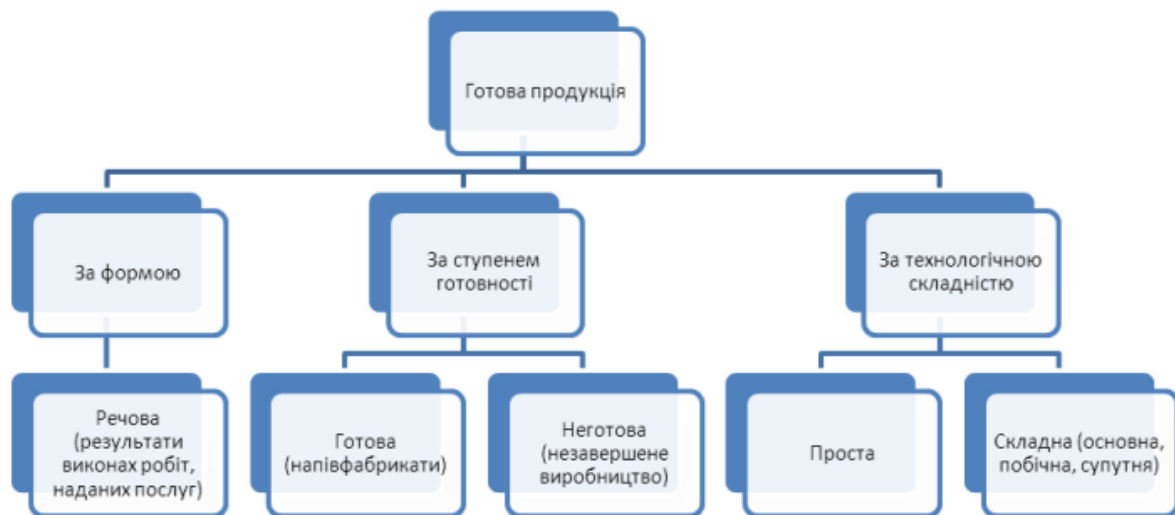 Готова продукція
За формою
За ступенем
готовності
За технологічною
складністю
Речова
(результати
виконах робіт,
наданих послуг)
Готова
(напівфабрикати)
Неготова
(незавершене
виробництво)
Проста
Складна (основна,
побічна, супутня)